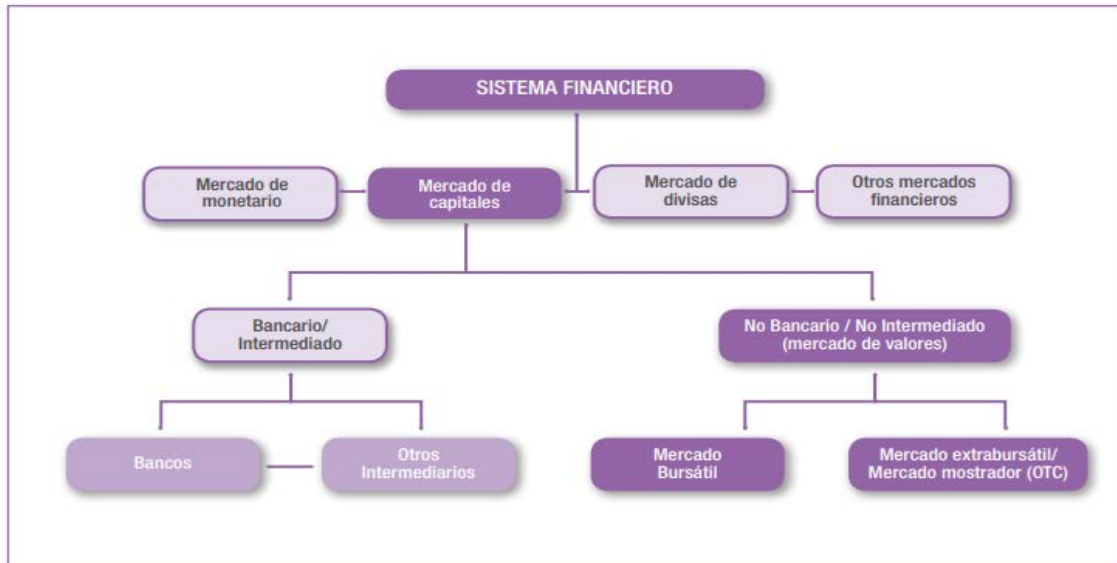 SISTEMA FINANCIERO
Mercado de
monetario
Mercado de
capitales
Mercado de
divisas
Otros mercados
financieros
Bancario/
Intermediado
No Bancario / No Intermediado
(mercado de valores)
Bancos
Otros
Intermediarios
Mercado
Bursátil
Mercado extrabursátil/
Mercado mostrador (OTC)